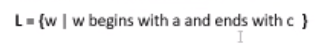 L = {w | w begins with a and ends with c }